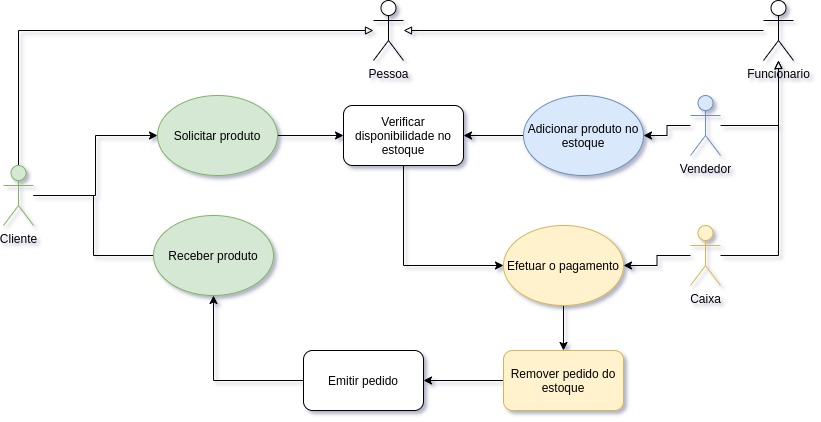 Pessoa
Funcionario
Solicitar produto
Verificar
disponibilidade no
estoque
Adicionar produto no
estoque
Vendedor
Cliente
Receber produto
Efetuar o pagamento
Caixa
Emitir pedido
Remover pedido do
estoque